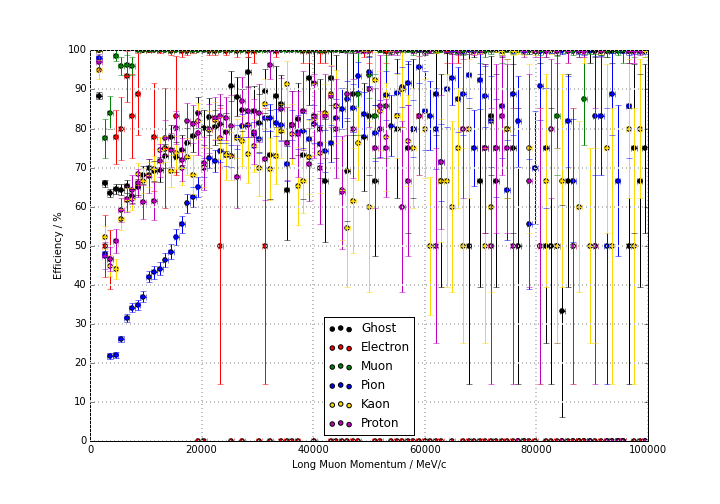 100
90
80
70
60
50
40
30
20
10
0
Efficiency / %
Ghost
Electron
Muon
Pion
Kaon
Proton
0 20000 40000 60000 80000 100000
Long Muon Momentum / MeV/c